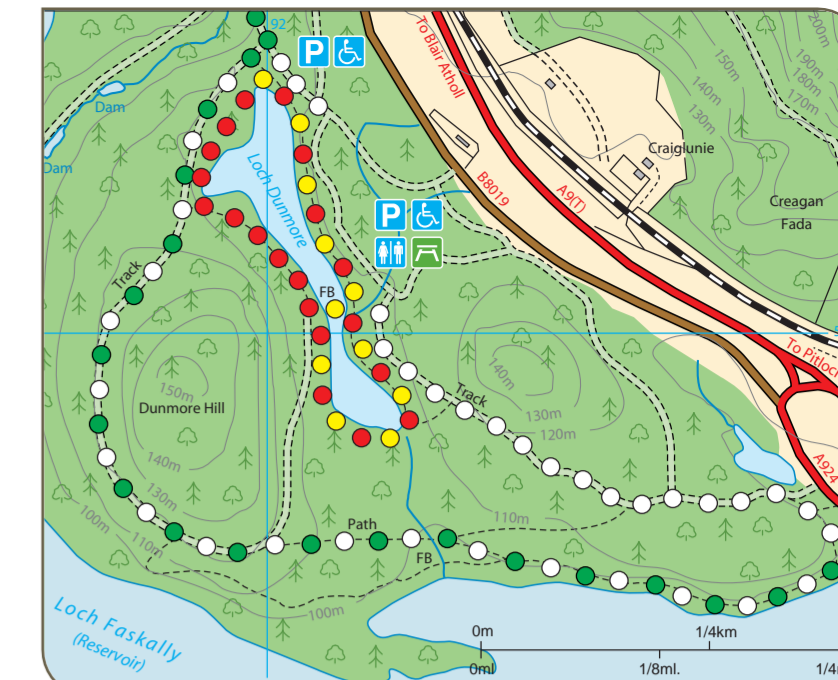 92
P
To Blair Atholl
200m
190m
180m
170m
150m
140m
130m
Dam
Dam
Craiglunie
Loch Dunmore
B8019
A9(T)
Creagan
Fada
P
Track
FB
To Pitloch
150m
140m
Dunmore Hill
Track
130m
120m
140m
130m
A924
100m
110m
110m
Path
FB
100m
Loch Faskally
(Reservoir)
0m
1/4km
0ml
1/8ml.
1/4m